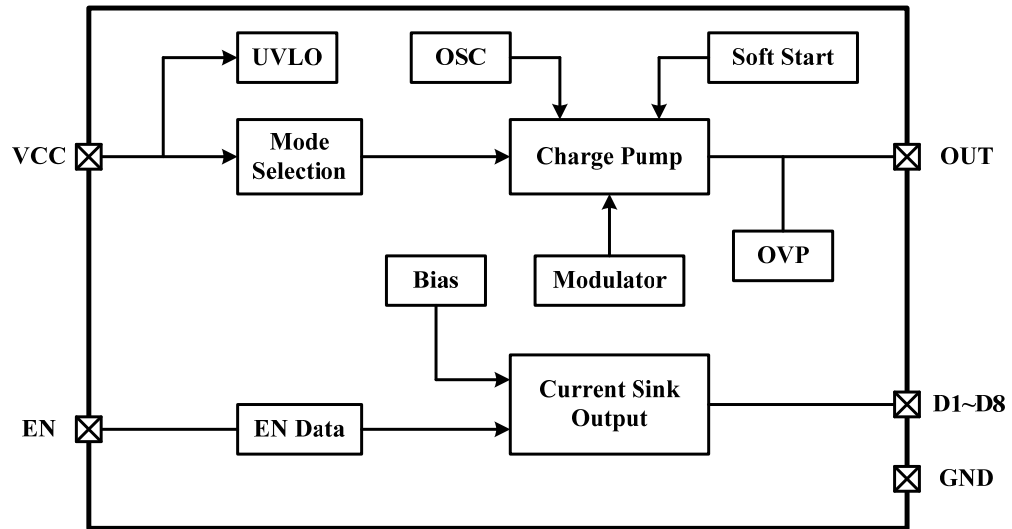 UVLO
OSC
Soft Start
VCC
Mode
Selection
Charge Pump
OUT
OVP
Bias
Modulator
Current Sink
Output
D1~D8
EN
EN Data
GND